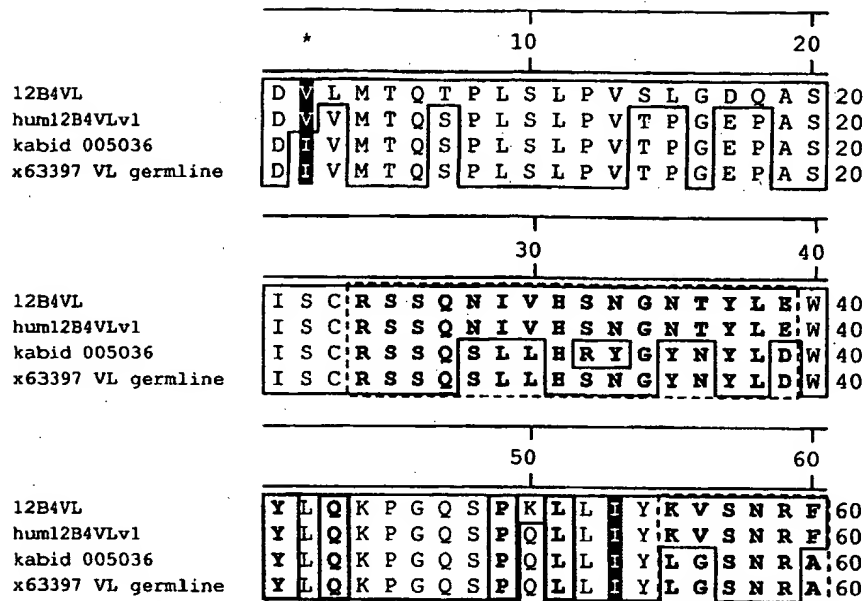 * 10 20
12B4VL D V L M T Q T P L S L P V S L G D Q A S 20
hum12B4VLv1 D V V M T Q S P L S L P V T P G E P A S 20
kabid 005036 D I V M T Q S P L S L P V T P G E P A S 20
x63397 VL germline D I V M T Q S P L S L P V T P G E P A S 20
30 40
12B4VL I S C R S S Q N I V H S N G N T Y L E W 40
hum12B4VLv1 I S C R S S Q N I V H S N G N T Y L E W 40
kabid 005036 I S C R S S Q S L L H R Y G Y N Y L D W 40
x63397 VL germline I S C R S S Q S L L H S N G Y N Y L D W 40
50 60
12B4VL Y L Q K P G Q S P K L L I Y K V S N R F 60
hum12B4VLv1 Y L Q K P G Q S P Q L L I Y K V S N R F 60
kabid 005036 Y L Q K P G Q S P Q L L I Y L G S N R A 60
x63397 VL germline Y L Q K P G Q S P Q L L I Y L G S N R A 60